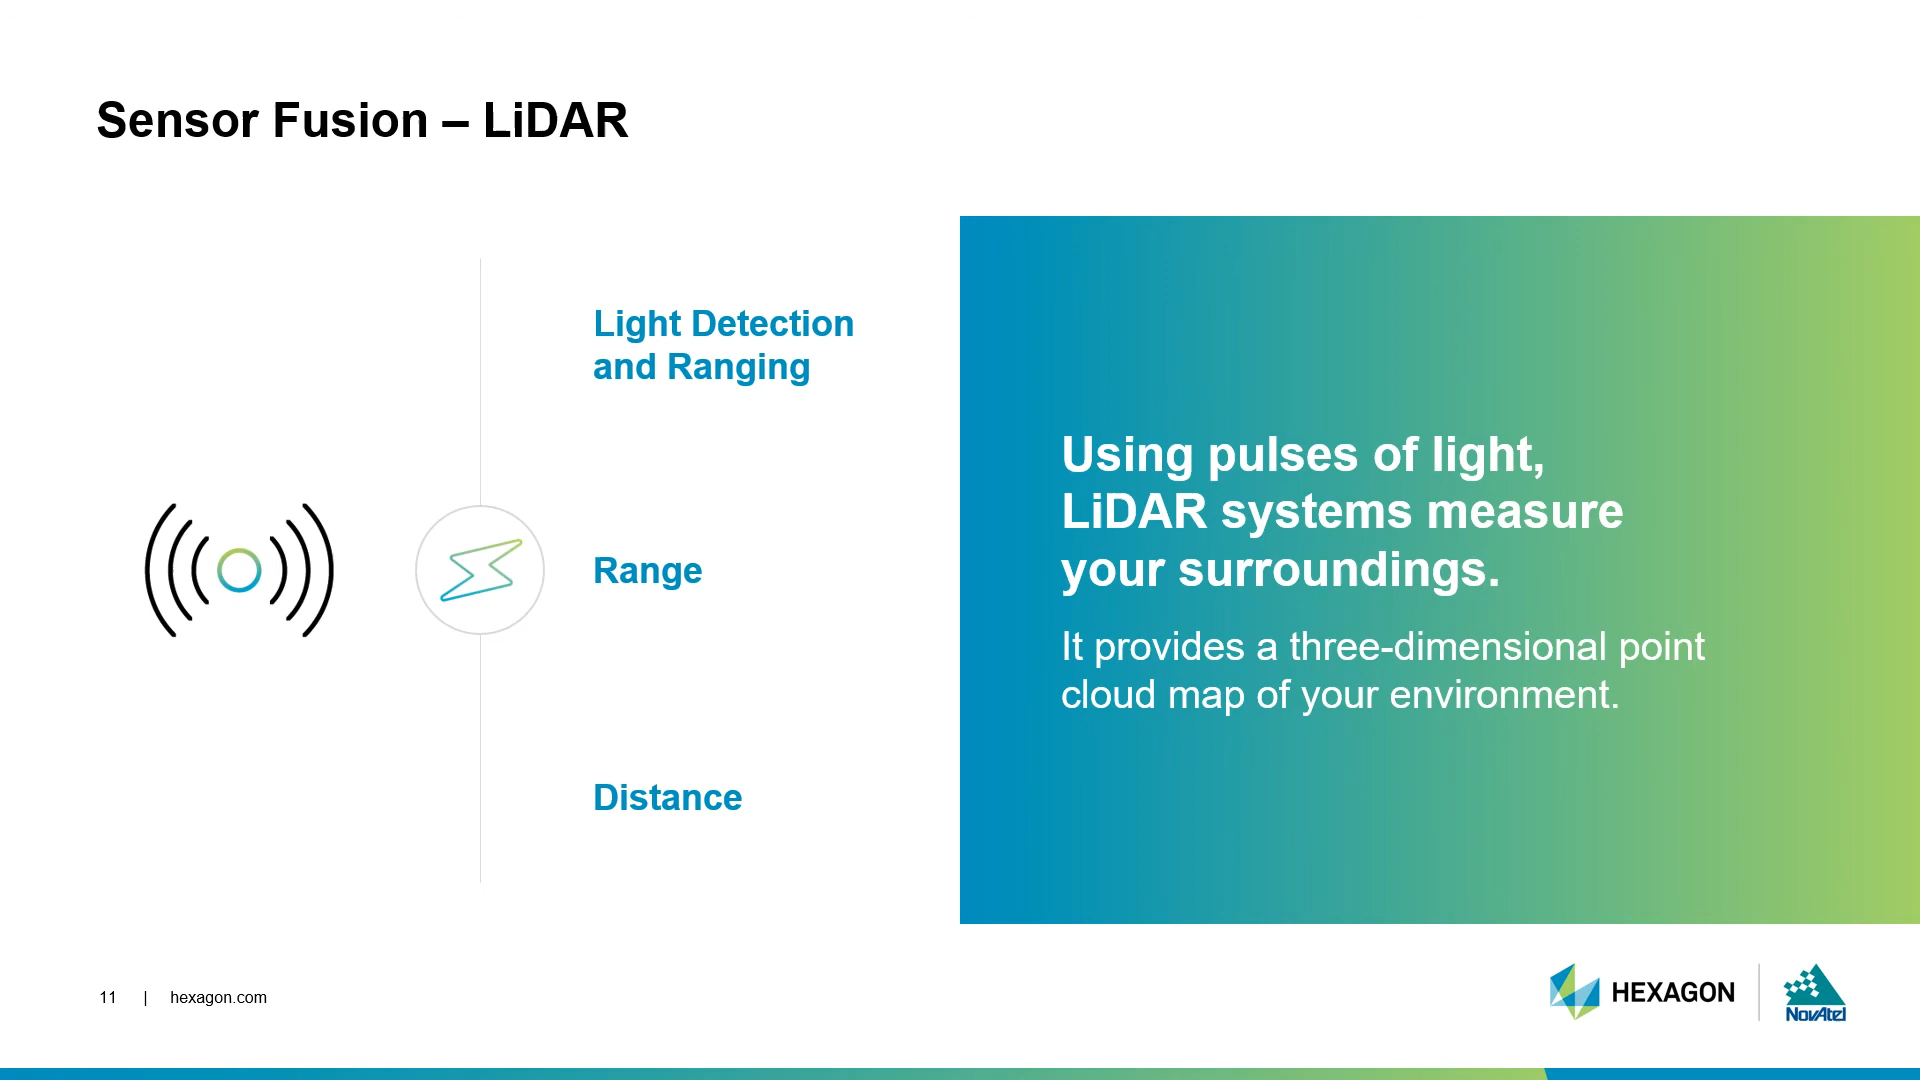 Sensor Fusion – LiDAR
Light Detection
and Ranging
Range
Distance
Using pulses of light,
LiDAR systems measure
your surroundings.
It provides a three-dimensional point
cloud map of your environment.
11 | hexagon.com
HEXAGON
NovAtel